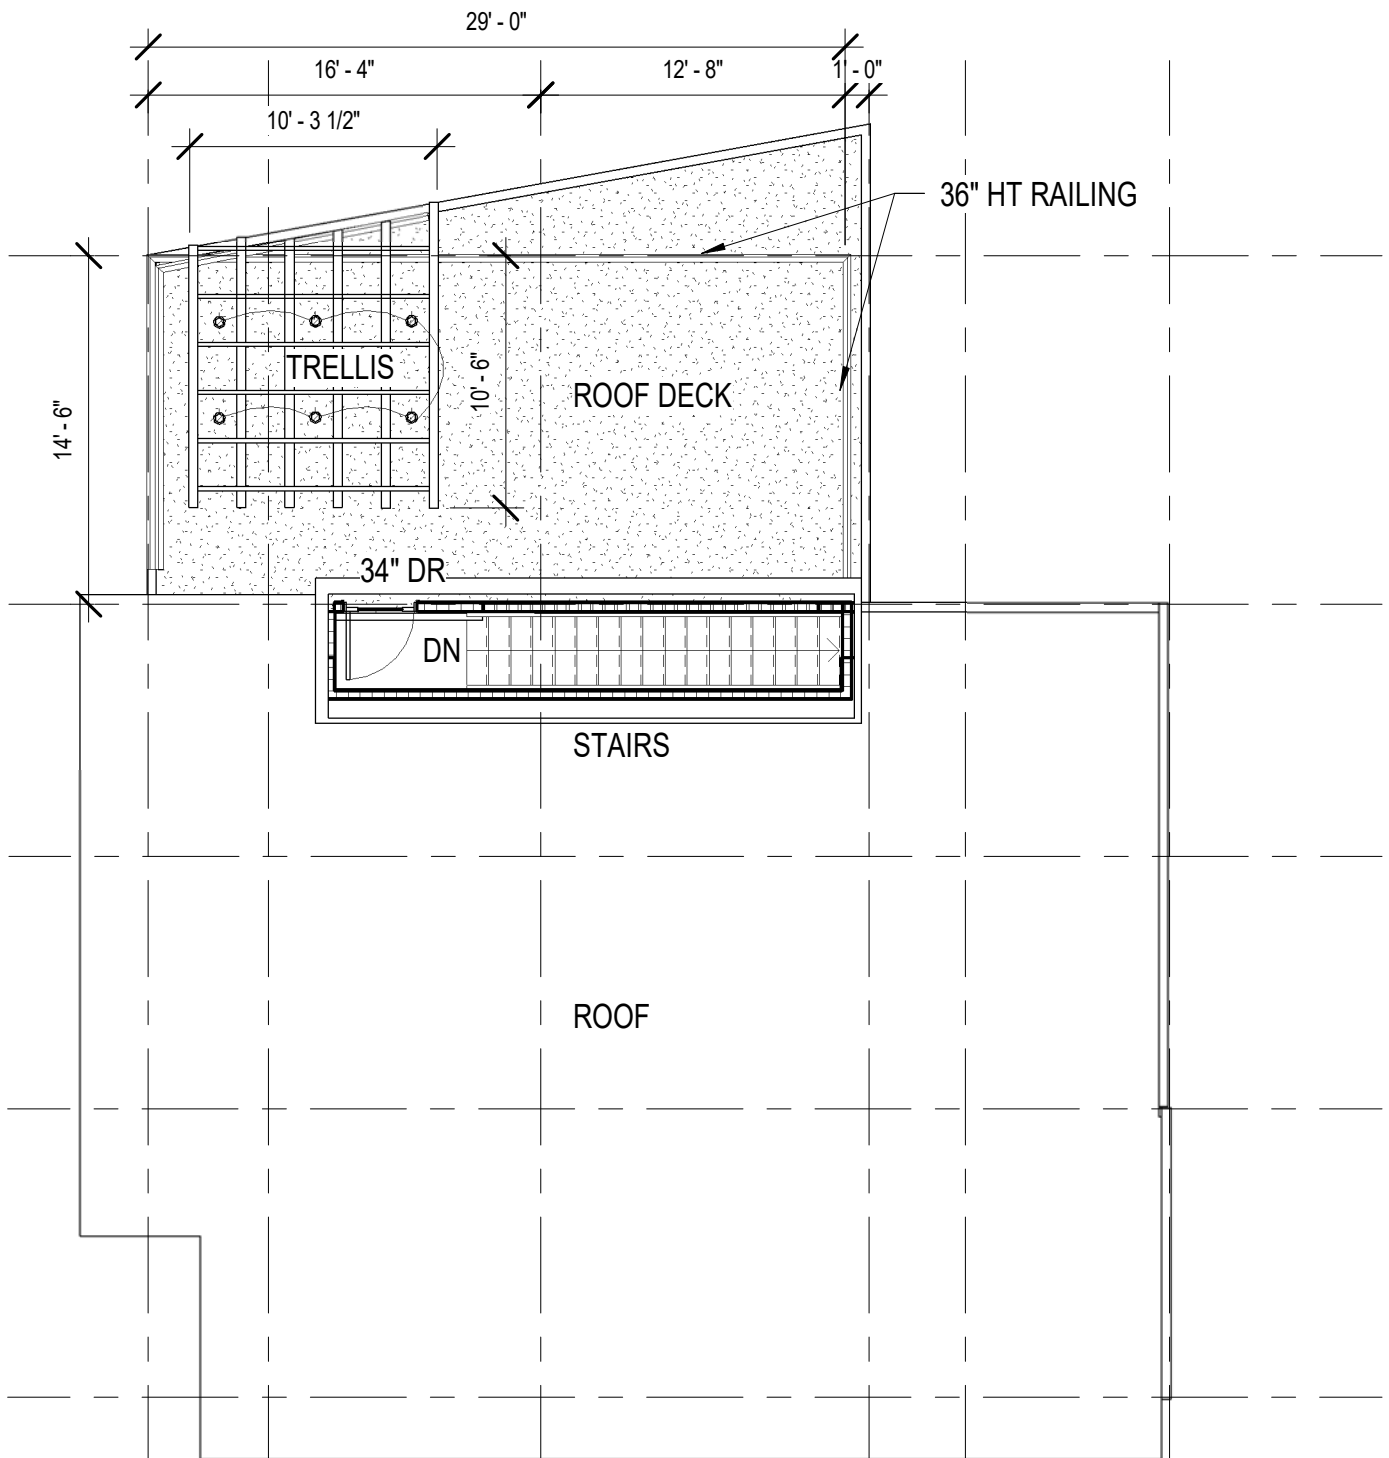 29' - 0"
16' - 4"
12' - 8"
1' - 0"
10' - 3 1/2"
36" HT RAILING
TRELLIS
10' - 6"
ROOF DECK
14' - 6"
34" DR
DN
STAIRS
ROOF